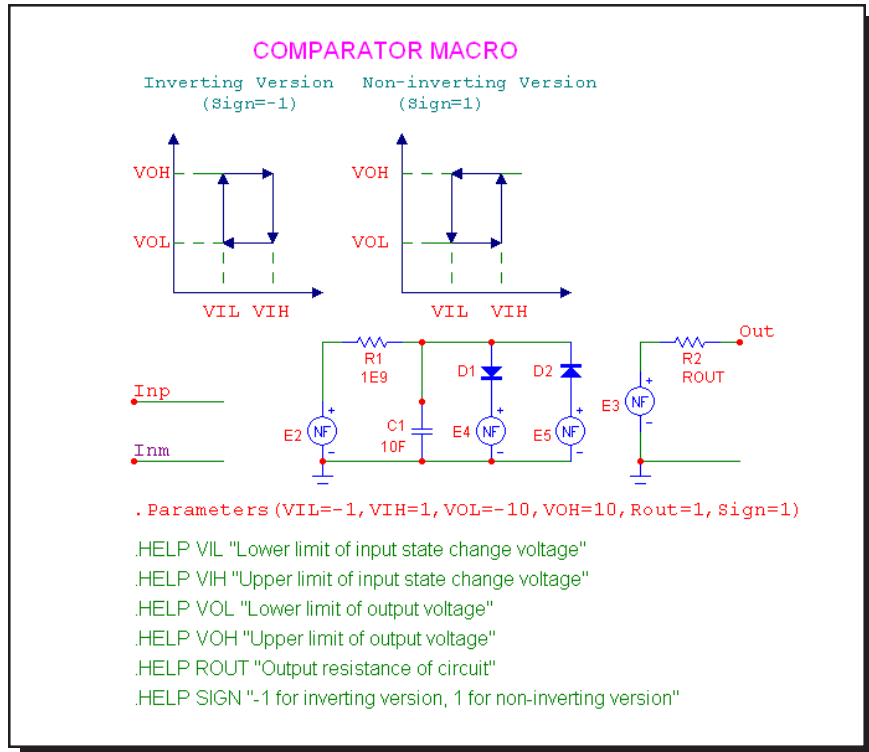 COMPARATOR MACRO
Inverting Version Non-inverting Version
(Sign=-1) (Sign=1)
VOH VOH
VOL VOL
VIL VIH VIL VIH
Out
R1 R2
1E9 ROUT
D1 D2
Inp
+ + + +
E2 NF C1 E4 NF E5 NF E3 NF
10F
- - - -
Inm
.Parameters(VIL=-1,VIH=1,VOL=-10,VOH=10,Rout=1,Sign=1)
.HELP VIL "Lower limit of input state change voltage"
.HELP VIH "Upper limit of input state change voltage"
.HELP VOL "Lower limit of output voltage"
.HELP VOH "Upper limit of output voltage"
.HELP ROUT "Output resistance of circuit"
.HELP SIGN "-1 for inverting version, 1 for non-inverting version"